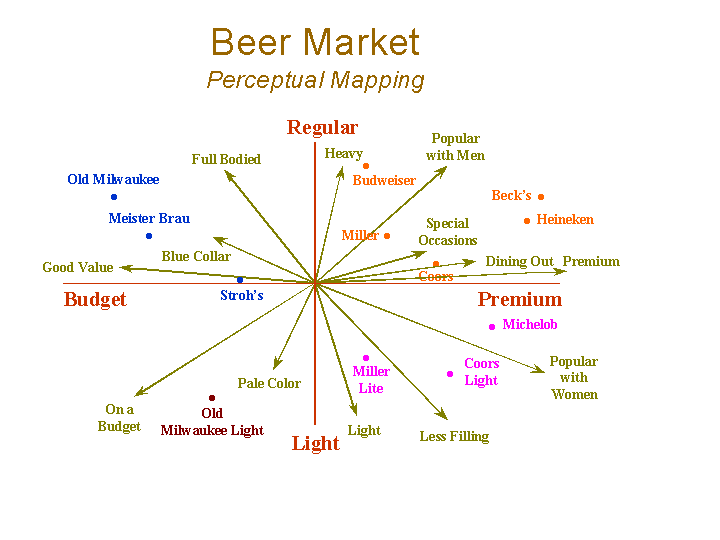 Beer Market
Perceptual Mapping
Regular
Popular
with Men
Heavy
Full Bodied
Old Milwaukee
Budweiser
Beck's
Meister Brau
Miller
Special
Occasions
Heineken
Blue Collar
Good Value
Dining Out
Premium
Coors
Budget
Stroh's
Premium
Michelob
Pale Color
Miller
Lite
Coors
Light
Popular
with
Women
On a
Budget
Old
Milwaukee Light
Light
Light
Less Filling